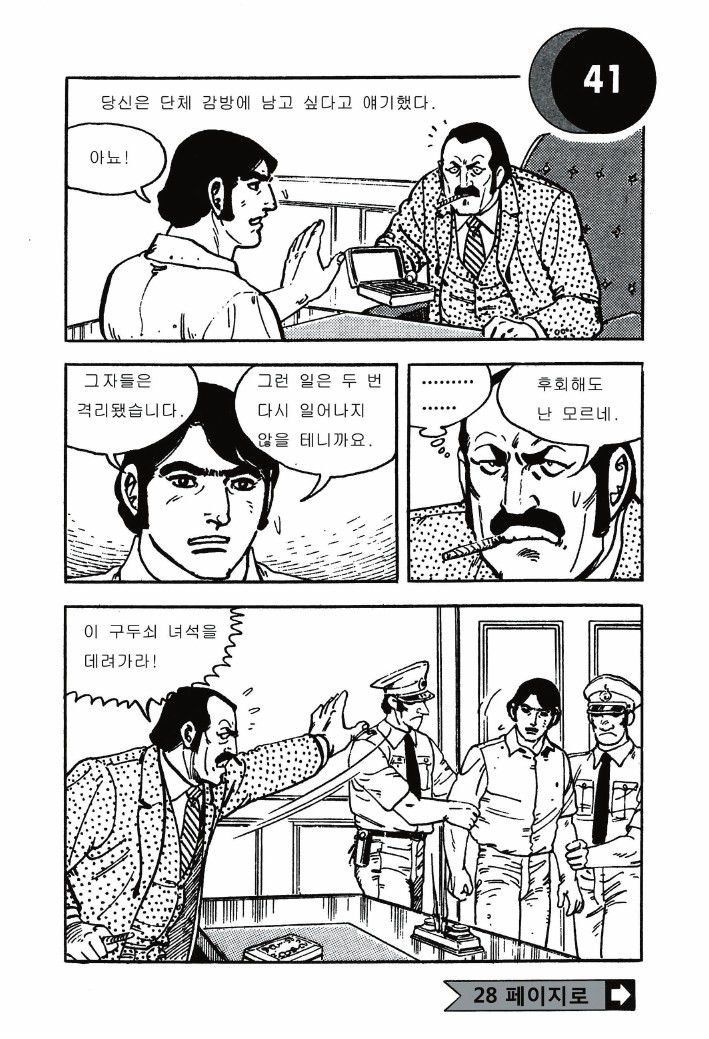 41
당신은 단체 감방에 남고 싶다고 얘기했다.
아뇨!
그자들은
격리됐습니다.
그런 일은 두 번
다시 일어나지
않을 테니까요.
.........
......
후회해도
난 모르네.
이 구두쇠 녀석을
데려가라!
28 페이지로